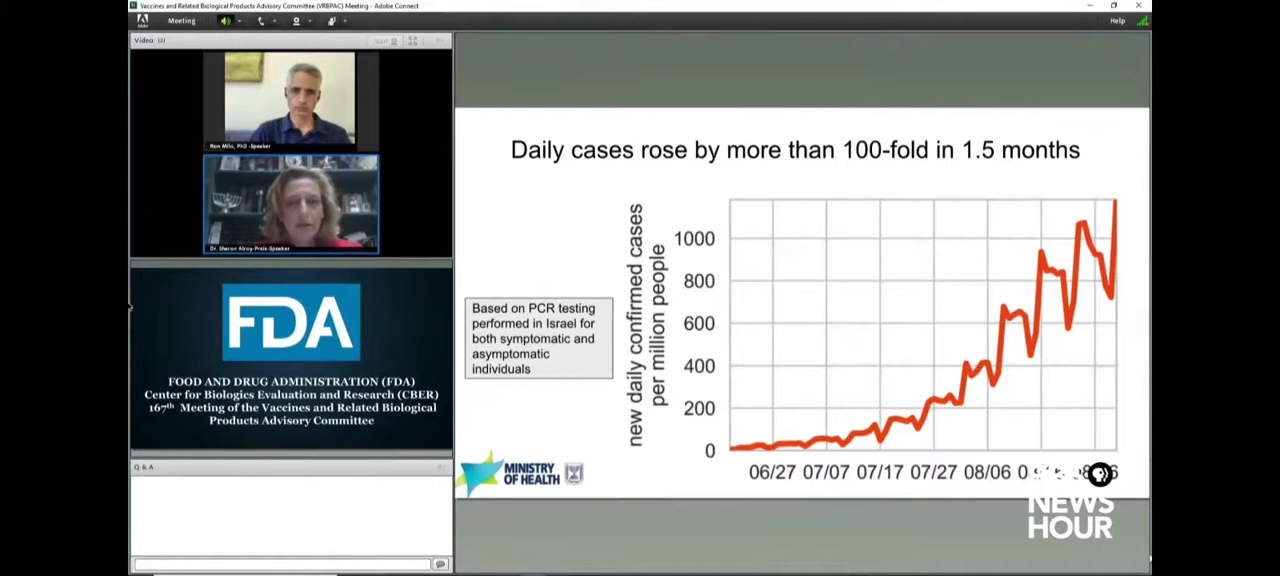 Vaccines and Related Biological Products Advisory Committee (VRBPAC) Meeting - Adobe Connect
Meeting
Help
Video (2)
Ron Milo, PhD -Speaker
Dr. Sharon Alroy-Preis-Speaker
FDA
FOOD AND DRUG ADMINISTRATION (FDA)
Center for Biologics Evaluation and Research (CBER)
167th Meeting of the Vaccines and Related Biological
Products Advisory Committee
Q & A
Daily cases rose by more than 100-fold in 1.5 months
Based on PCR testing
performed in Israel for
both symptomatic and
asymptomatic
individuals
new daily confirmed cases
per million people
1000
800
600
400
200
0
06/27 07/07 07/17 07/27 08/06
MINISTRY
OF HEALTH
NEWS
HOUR